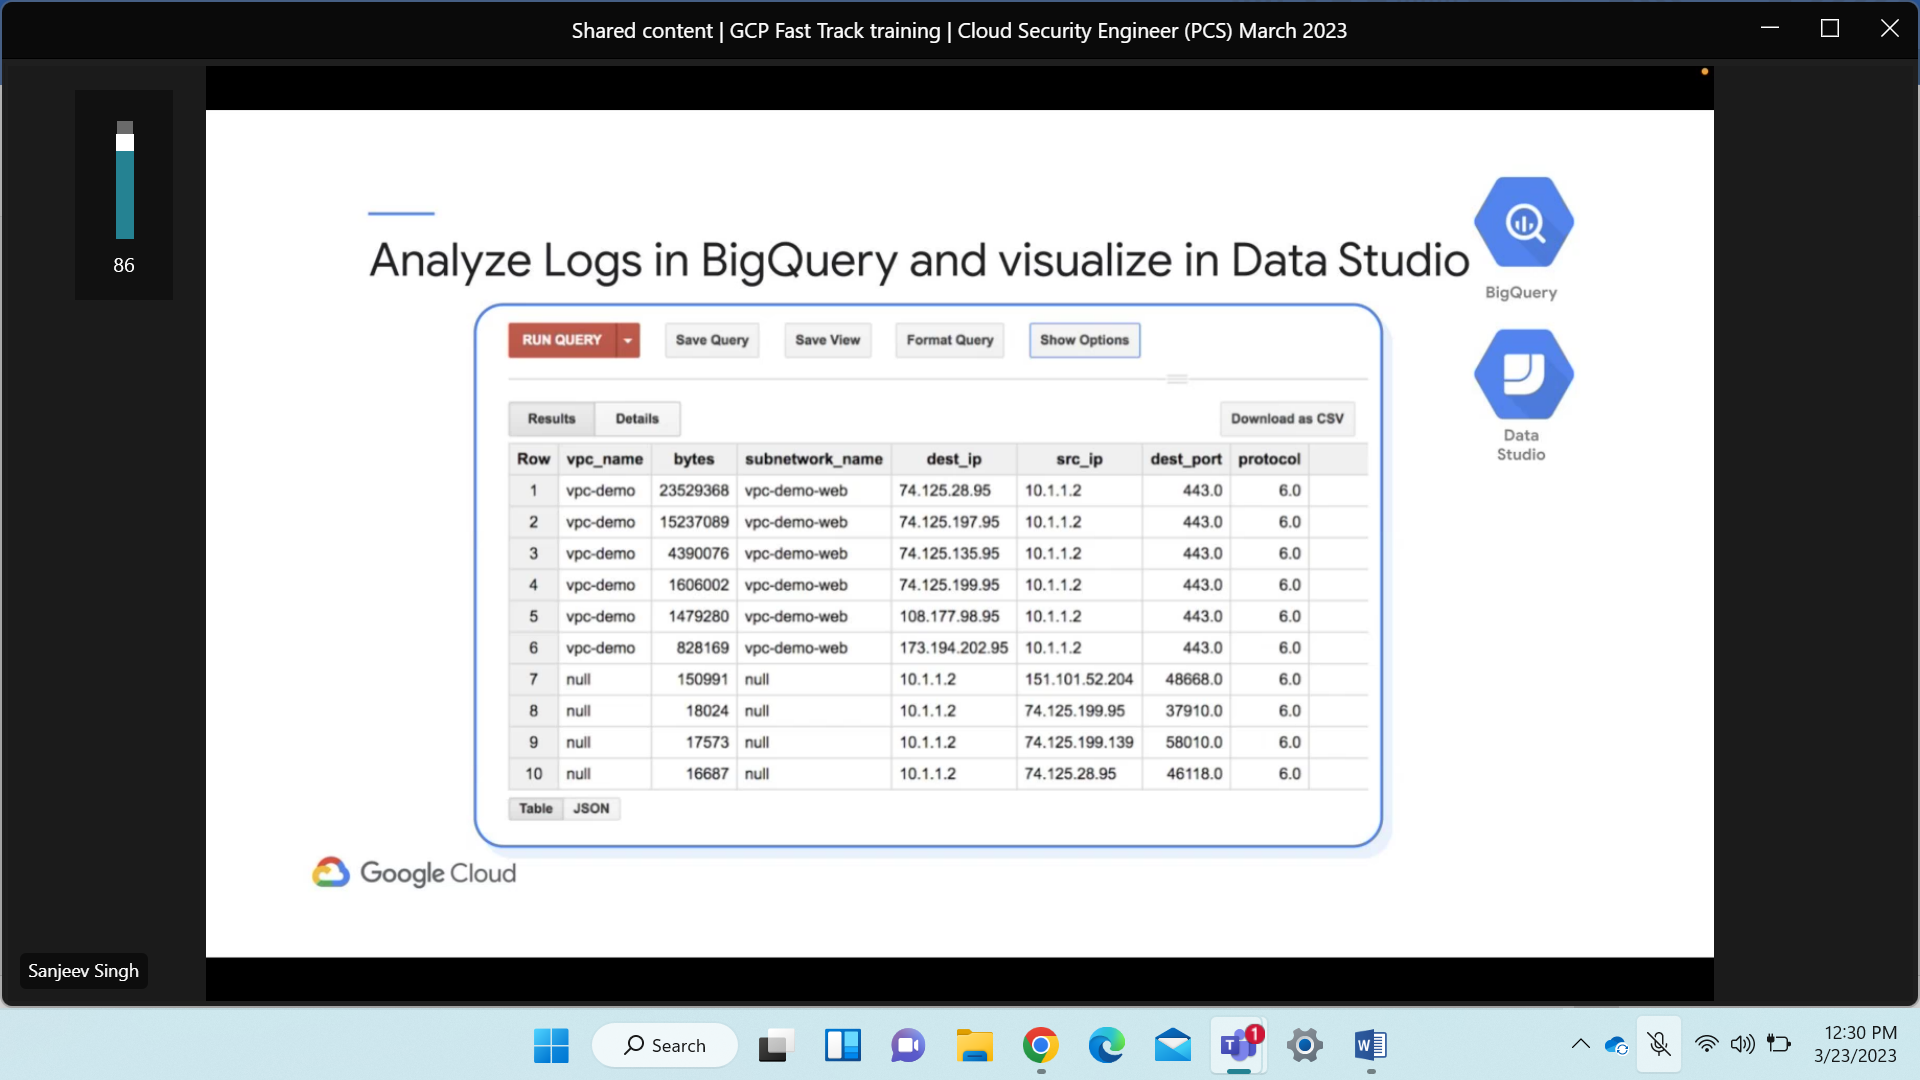 Shared content | GCP Fast Track training | Cloud Security Engineer (PCS) March 2023
86
Analyze Logs in BigQuery and visualize in Data Studio
BigQuery
Data
Studio
RUN QUERY Save Query Save View Format Query Show Options
Results Details Download as CSV
Row vpc_name bytes subnetwork_name dest_ip src_ip dest_port protocol
1 vpc-demo 23529368 vpc-demo-web 74.125.28.95 10.1.1.2 443.0 6.0
2 vpc-demo 15237089 vpc-demo-web 74.125.197.95 10.1.1.2 443.0 6.0
3 vpc-demo 4390076 vpc-demo-web 74.125.135.95 10.1.1.2 443.0 6.0
4 vpc-demo 1606002 vpc-demo-web 74.125.199.95 10.1.1.2 443.0 6.0
5 vpc-demo 1479280 vpc-demo-web 108.177.98.95 10.1.1.2 443.0 6.0
6 vpc-demo 828169 vpc-demo-web 173.194.202.95 10.1.1.2 443.0 6.0
7 null 150991 null 10.1.1.2 151.101.52.204 48668.0 6.0
8 null 18024 null 10.1.1.2 74.125.199.95 37910.0 6.0
9 null 17573 null 10.1.1.2 74.125.199.139 58010.0 6.0
10 null 16687 null 10.1.1.2 74.125.28.95 46118.0 6.0
Table JSON
Google Cloud
Sanjeev Singh
Search
T 1
W
12:30 PM
3/23/2023